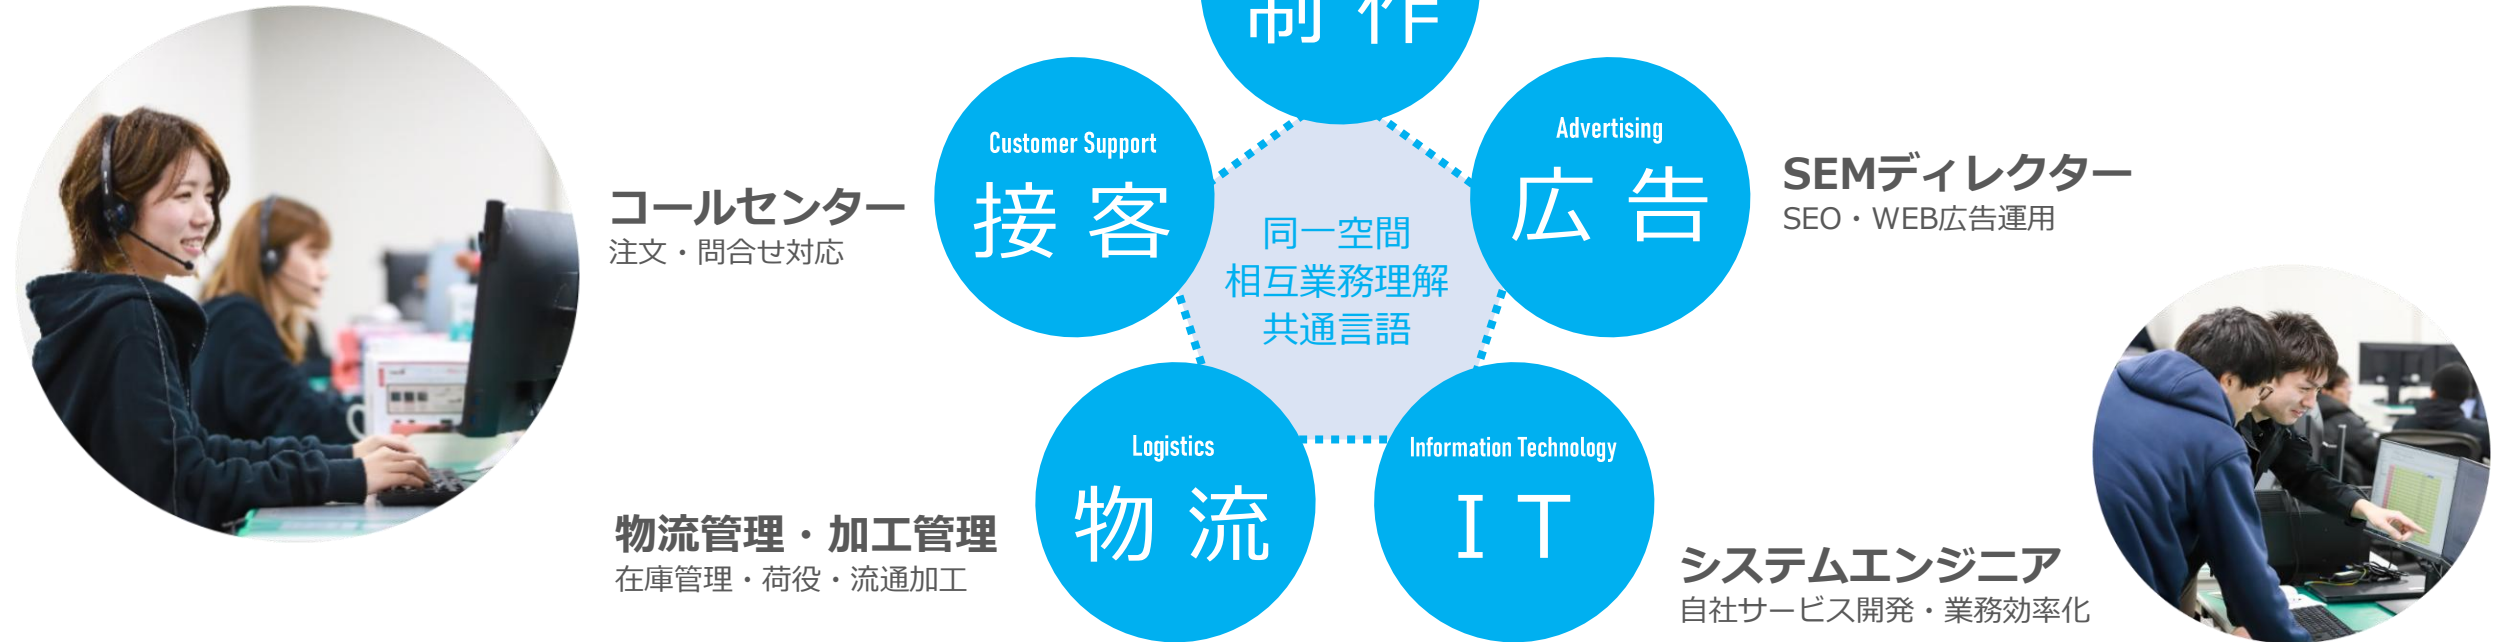 制作
Customer Support
接客
コールセンター
注文・問合せ対応
Advertising
広告
SEMディレクター
SEO・WEB広告運用
同一空間
相互業務理解
共通言語
Logistics
物流
物流管理・加工管理
在庫管理・荷役・流通加工
Information Technology
IT
システムエンジニア
自社サービス開発・業務効率化